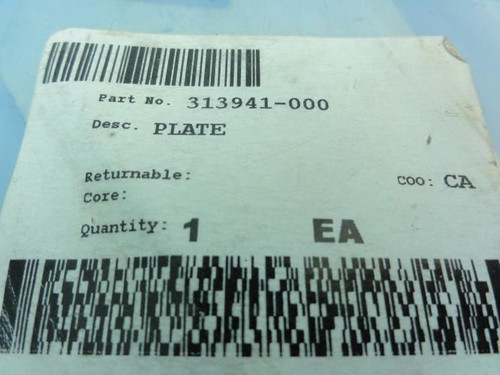 Part No. 313941-000
Desc. PLATE
Returnable: COO: CA
Core:
Quantity: 1 EA